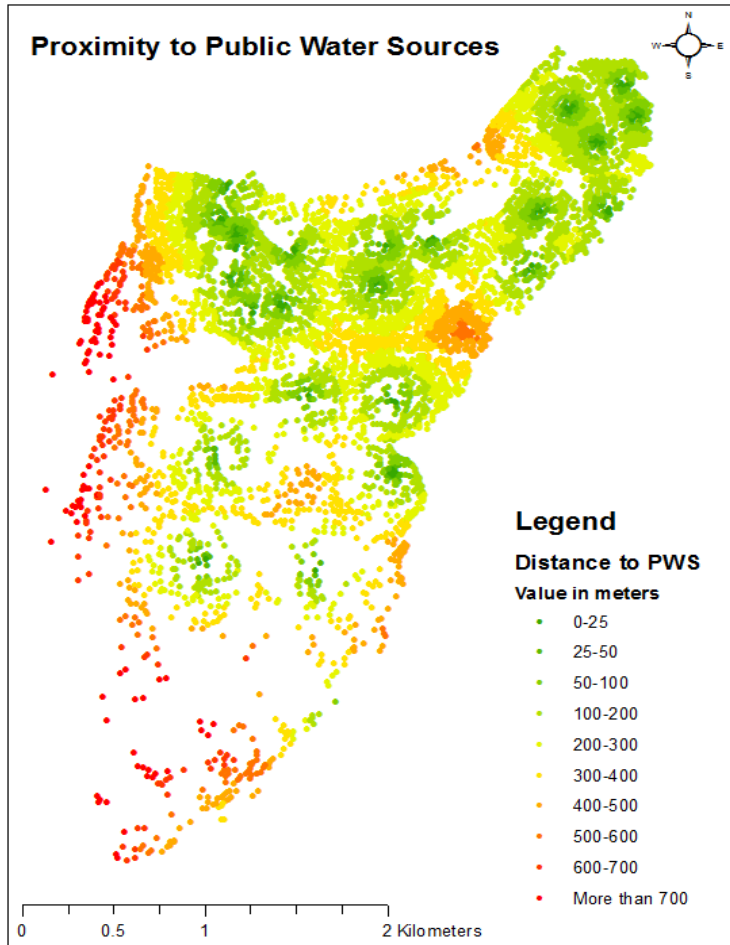 Proximity to Public Water Sources
N
W E
S
Legend
Distance to PWS
Value in meters
0-25
25-50
50-100
100-200
200-300
300-400
400-500
500-600
600-700
More than 700
0 0.5 1 2 Kilometers